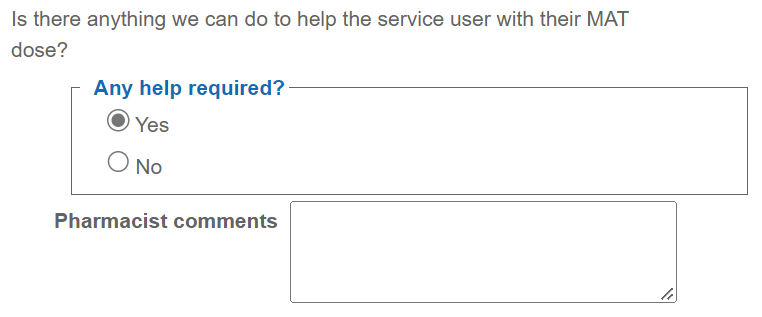 Is there anything we can do to help the service user with their MAT
dose?
Any help required?
Yes
No
Pharmacist comments